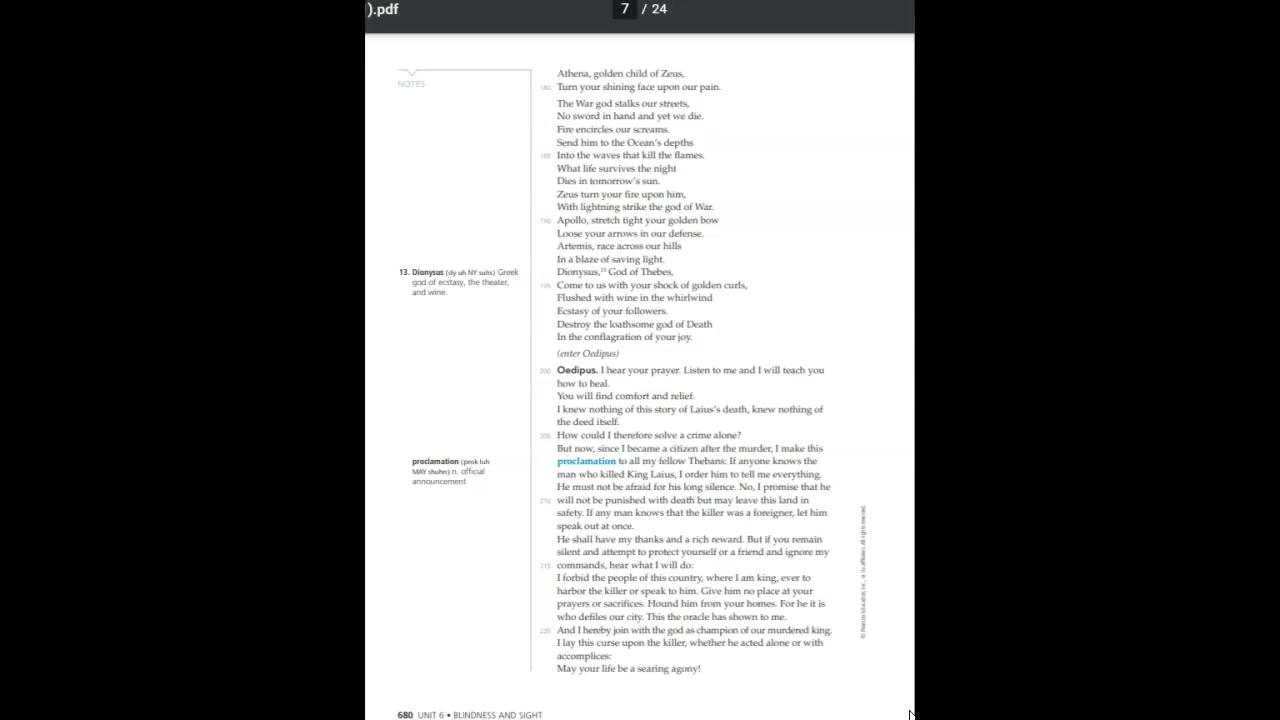 ).pdf
7 / 24
NOTES
Athena, golden child of Zeus,
180 Turn your shining face upon our pain.
The War god stalks our streets,
No sword in hand and yet we die.
Fire encircles our screams.
Send him to the Ocean's depths
185 Into the waves that kill the flames.
What life survives the night
Dies in tomorrow's sun.
Zeus turn your fire upon him,
With lightning strike the god of War.
190 Apollo, stretch tight your golden bow
Loose your arrows in our defense.
Artemis, race across our hills
In a blaze of saving light.
Dionysus,13 God of Thebes,
195 Come to us with your shock of golden curls,
Flushed with wine in the whirlwind
Ecstasy of your followers.
Destroy the loathsome god of Death
In the conflagration of your joy.
(enter Oedipus)
200 Oedipus. I hear your prayer. Listen to me and I will teach you
how to heal.
You will find comfort and relief.
I knew nothing of this story of Laius's death, knew nothing of
the deed itself.
205 How could I therefore solve a crime alone?
But now, since I became a citizen after the murder, I make this
proclamation to all my fellow Thebans: If anyone knows the
man who killed King Laius, I order him to tell me everything.
He must not be afraid for his long silence. No, I promise that he
210 will not be punished with death but may leave this land in
safety. If any man knows that the killer was a foreigner, let him
speak out at once.
He shall have my thanks and a rich reward. But if you remain
silent and attempt to protect yourself or a friend and ignore my
215 commands, hear what I will do:
I forbid the people of this country, where I am king, ever to
harbor the killer or speak to him. Give him no place at your
prayers or sacrifices. Hound him from your homes. For he it is
who defiles our city. This the oracle has shown to me.
220 And I hereby join with the god as champion of our murdered king.
I lay this curse upon the killer, whether he acted alone or with
accomplices:
May your life be a searing agony!
13. Dionysus (dy uh NY suhs) Greek
god of ecstasy, the theater,
and wine.
proclamation (prok luh
MAY shuhn) n. official
announcement
© Pearson Education, Inc., or its affiliates. All rights reserved.
680 UNIT 6 • BLINDNESS AND SIGHT